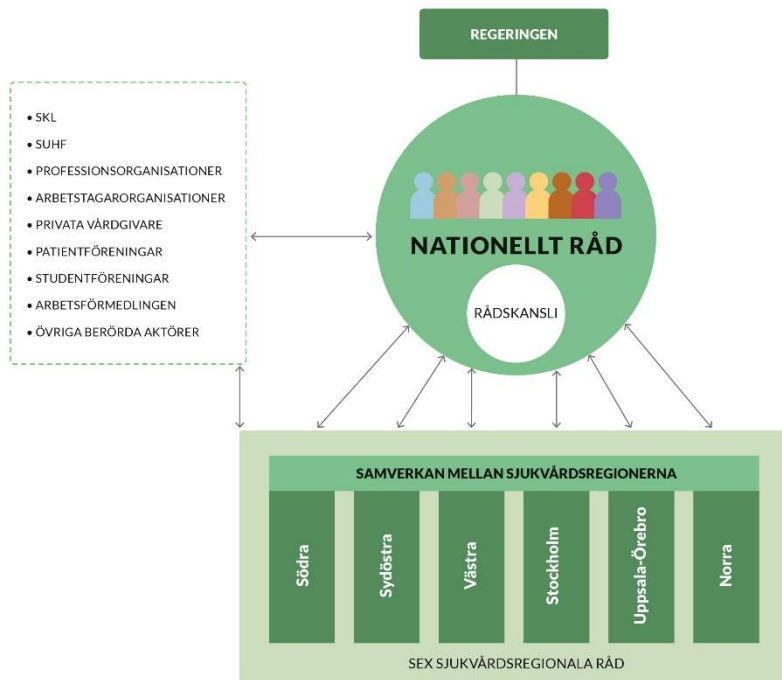 REGERINGEN
• SKL
• SUHF
• PROFESSIONSORGANISATIONER
• ARBETSTAGARORGANISATIONER
• PRIVATA VÅRDGIVARE
• PATIENTFÖRENINGAR
• STUDENTFÖRENINGAR
• ARBETSFÖRMEDLINGEN
• ÖVRIGA BERÖRDA AKTÖRER
NATIONELLT RÅD
RÅDSKANSLI
SAMVERKAN MELLAN SJUKVÅRDSREGIONERNA
Södra
Sydöstra
Västra
Stockholm
Uppsala-Örebro
Norra
SEX SJUKVÅRDSREGIONALA RÅD